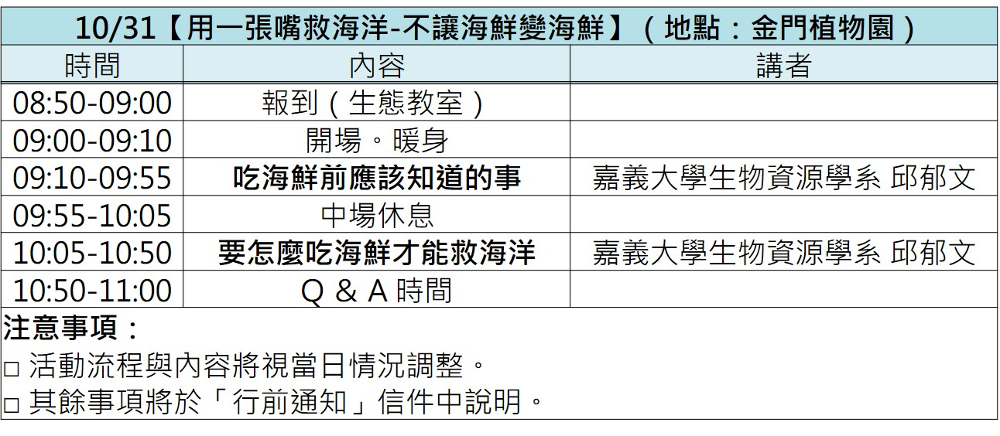 10/31【用一張嘴救海洋-不讓海鮮變海鮮】（地點：金門植物園）
時間 內容 講者
08:50-09:00 報到（生態教室）
09:00-09:10 開場。暖身
09:10-09:55 吃海鮮前應該知道的事 嘉義大學生物資源學系 邱郁文
09:55-10:05 中場休息
10:05-10:50 要怎麼吃海鮮才能救海洋 嘉義大學生物資源學系 邱郁文
10:50-11:00 Q & A 時間
注意事項：
□ 活動流程與內容將視當日情況調整。
□ 其餘事項將於「行前通知」信件中說明。